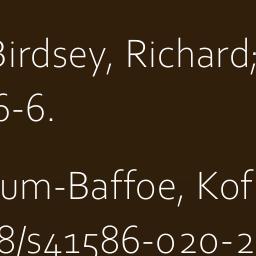 Birdsey, Richard;
6-6.
um-Baffoe, Kof
8/s41586-020-2